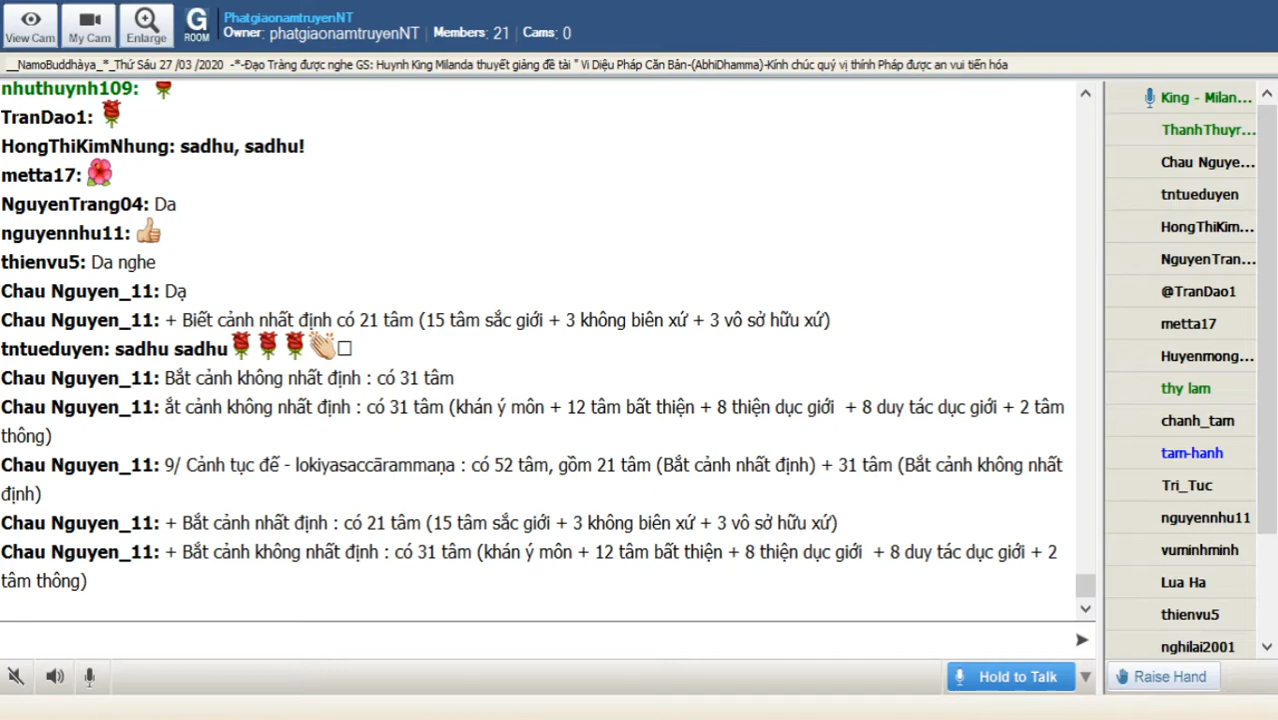 View Cam
My Cam
Enlarge
G
ROOM
PhatgiaonamtruyenNT
Owner: phatgiaonamtruyenNT | Members: 21 | Cams: 0
__NamoBuddhàya_*_Thứ Sáu 27 /03 /2020 -*-Đạo Tràng được nghe GS: Huynh King Milanda thuyết giảng đề tài " Vi Diệu Pháp Căn Bản-(AbhiDhamma)-Kính chúc quý vị thính Pháp được an vui tiến hóa
nhuthuynh109:
TranDao1:
HongThiKimNhung: sadhu, sadhu!
metta17:
NguyenTrang04: Da
nguyennhu11:
thienvu5: Da nghe
Chau Nguyen_11: Dạ
Chau Nguyen_11: + Biết cảnh nhất định có 21 tâm (15 tâm sắc giới + 3 không biên xứ + 3 vô sở hữu xứ)
tntueduyen: sadhu sadhu
Chau Nguyen_11: Bắt cảnh không nhất định : có 31 tâm
Chau Nguyen_11: ắt cảnh không nhất định : có 31 tâm (khán ý môn + 12 tâm bất thiện + 8 thiện dục giới + 8 duy tác dục giới + 2 tâm
thông)
Chau Nguyen_11: 9/ Cảnh tục đế - lokiyasaccārammaṇa : có 52 tâm, gồm 21 tâm (Bắt cảnh nhất định) + 31 tâm (Bắt cảnh không nhất
định)
Chau Nguyen_11: + Bắt cảnh nhất định : có 21 tâm (15 tâm sắc giới + 3 không biên xứ + 3 vô sở hữu xứ)
Chau Nguyen_11: + Bắt cảnh không nhất định : có 31 tâm (khán ý môn + 12 tâm bất thiện + 8 thiện dục giới + 8 duy tác dục giới + 2
tâm thông)
King - Milan...
ThanhThuyr...
Chau Nguye...
tntueduyen
HongThiKim...
NguyenTran...
@TranDao1
metta17
Huyenmong...
thy lam
chanh_tam
tam-hanh
Tri_Tuc
nguyennhu11
vuminhminh
Lua Ha
thienvu5
nghilai2001
Hold to Talk
Raise Hand